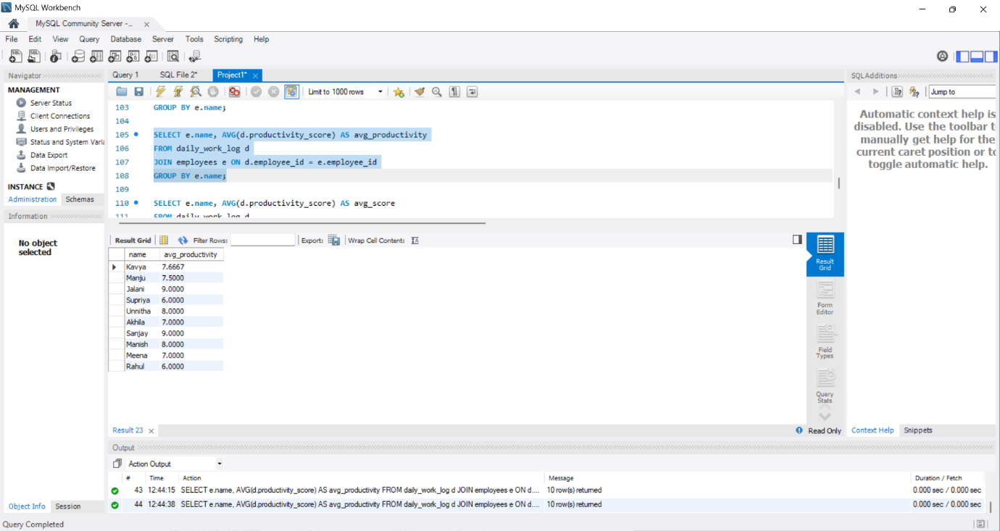 MySQL Workbench
MySQL Community Server -... ×
File Edit View Query Database Server Tools Scripting Help
Navigator
MANAGEMENT
Server Status
Client Connections
Users and Privileges
Status and System Varia
Data Export
Data Import/Restore
INSTANCE
Administration Schemas
Information
No object
selected
Object Info Session
Query 1 SQL File 2* Project1* ×
Limit to 1000 rows
103 GROUP BY e.name;
104
105 SELECT e.name, AVG(d.productivity_score) AS avg_productivity
106 FROM daily_work_log d
107 JOIN employees e ON d.employee_id = e.employee_id
108 GROUP BY e.name;
109
110 SELECT e.name, AVG(d.productivity_score) AS avg_score
111 FROM daily_work_log d
Result Grid Filter Rows: Export: Wrap Cell Content:
name avg_productivity
Kavya 7.6667
Manju 7.5000
Jalani 9.0000
Supriya 6.0000
Unnitha 8.0000
Akhila 7.0000
Sanjay 9.0000
Manish 8.0000
Meena 7.0000
Rahul 6.0000
Result
Grid
Form
Editor
Field
Types
Query
Stats
Result 23 × Read Only
SQLAdditions
Jump to
Automatic context help is
disabled. Use the toolbar t
manually get help for the
current caret position or to
toggle automatic help.
Context Help Snippets
Output
Action Output
# Time Action Message Duration / Fetch
43 12:44:15 SELECT e.name, AVG(d.productivity_score) AS avg_productivity FROM daily_work_log d JOIN employees e ON d.... 10 row(s) returned 0.000 sec / 0.000 sec
44 12:44:38 SELECT e.name, AVG(d.productivity_score) AS avg_productivity FROM daily_work_log d JOIN employees e ON d.... 10 row(s) returned 0.000 sec / 0.000 sec
Query Completed